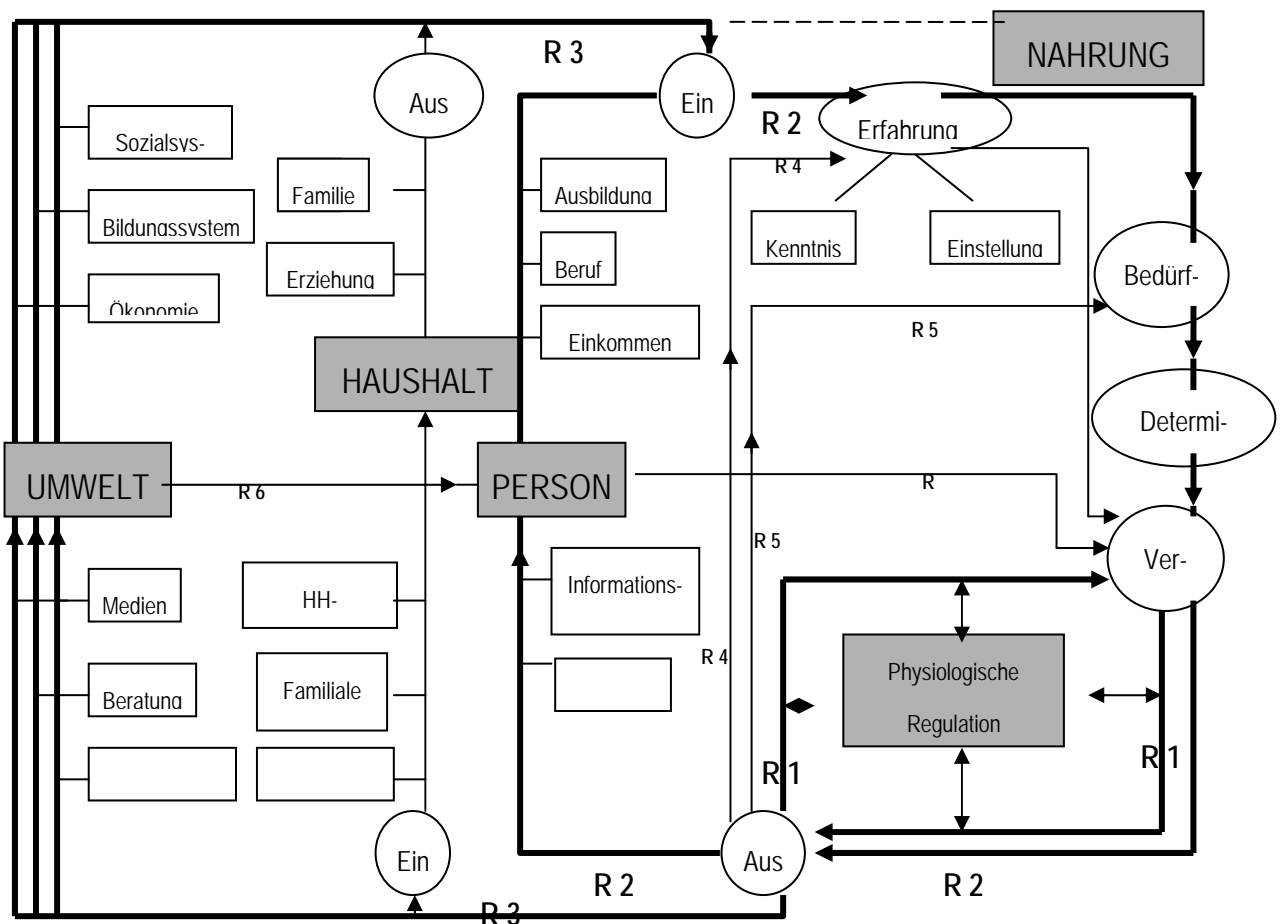 R 3
NAHRUNG
Aus
Ein
R 2
Erfahrung
Sozialsys-
R 4
Familie
Ausbildung
Bildungssystem
Kenntnis
Einstellung
Beruf
Bedürf-
Erziehung
Ökonomie
R 5
Einkommen
HAUSHALT
Determi-
UMWELT
R 6
PERSON
R
R 5
Ver-
Informations-
HH-
Medien
R 4
Physiologische
Regulation
Familiale
Beratung
R 1
R 1
Ein
Aus
R 2
R 2
R 3